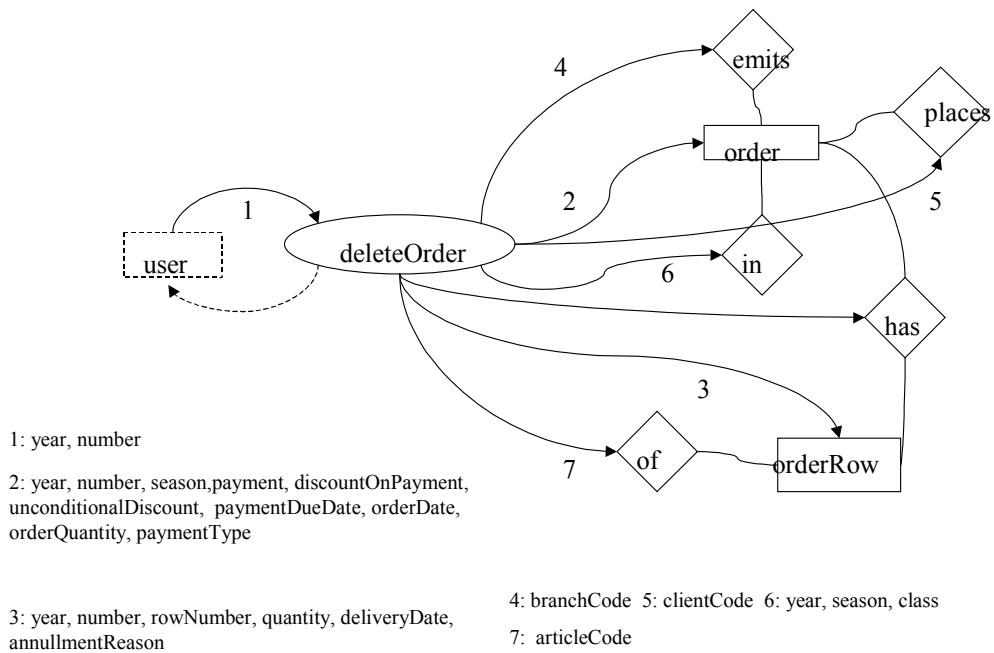 4
emits
places
order
2
1
5
deleteOrder
user
6
in
has
3
7
of
orderRow
1: year, number
2: year, number, season,payment, discountOnPayment,
unconditionalDiscount, paymentDueDate, orderDate,
orderQuantity, paymentType
3: year, number, rowNumber, quantity, deliveryDate,
annullmentReason
4: branchCode 5: clientCode 6: year, season, class
7: articleCode